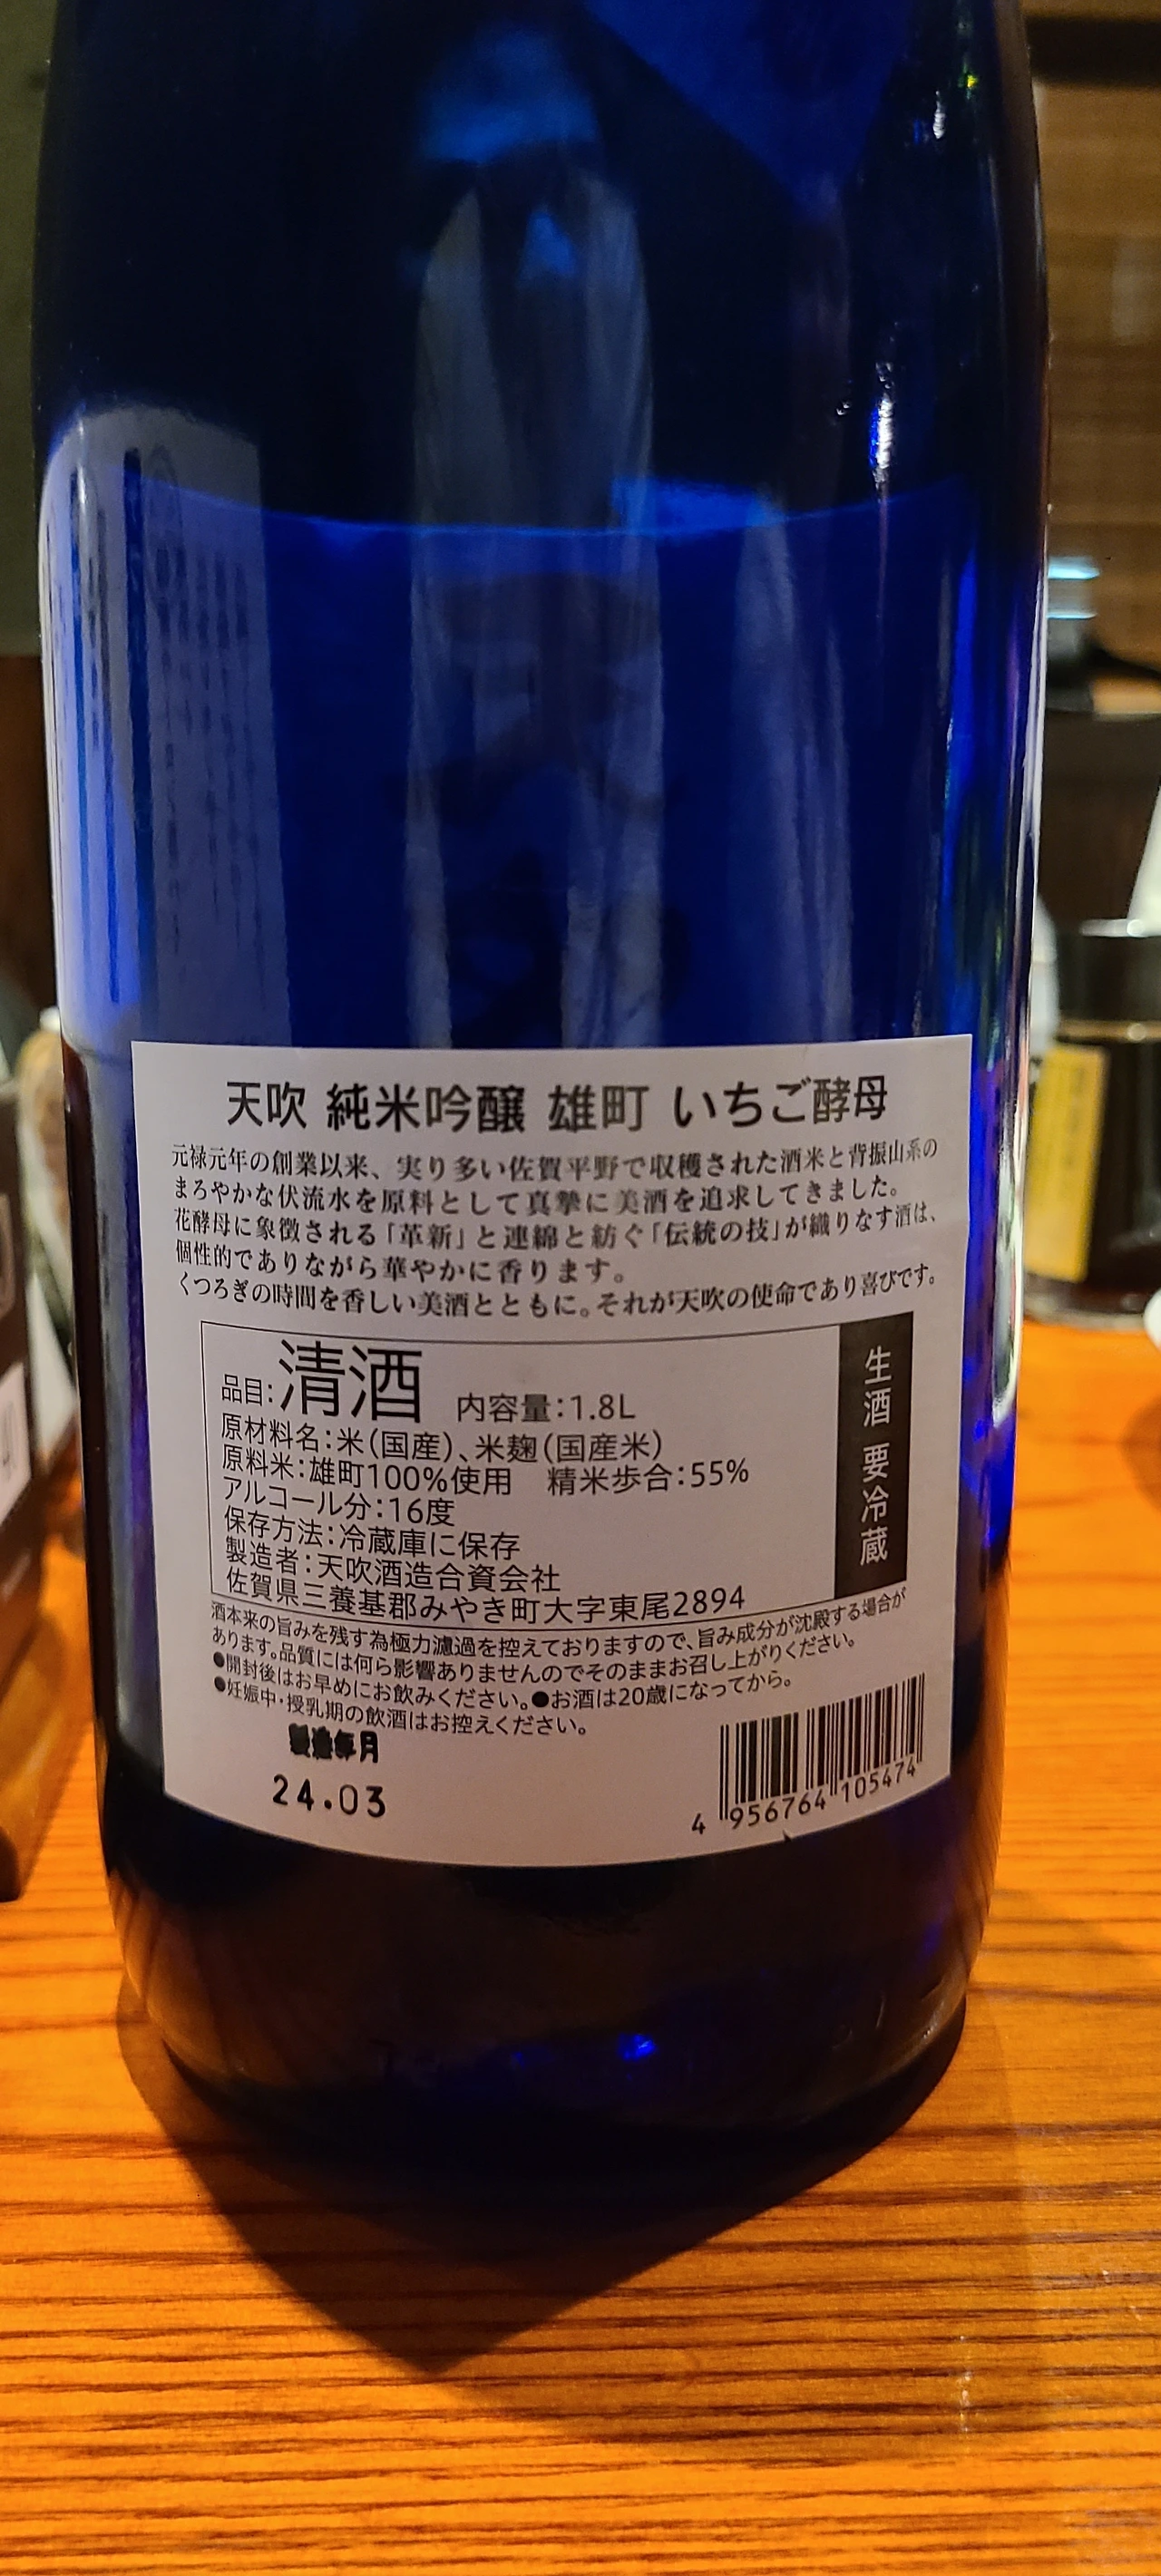 天吹 純米吟醸 雄町 いちご酵母
元禄元年の創業以来、実り多い佐賀平野で収穫された酒米と背振山系の
まろやかな伏流水を原料として真摯に美酒を追求してきました。
花酵母に象徴される「革新」と連綿と紡ぐ「伝統の技」が織りなす酒は、
個性的でありながら華やかに香ります。
くつろぎの時間を香しい美酒とともに。それが天吹の使命であり喜びです。
品目:清酒 内容量:1.8L
原材料名:米(国産)、米麹(国産米)
原料米:雄町100%使用 精米歩合:55%
アルコール分:16度
保存方法:冷蔵庫に保存
製造者:天吹酒造合資会社
佐賀県三養基郡みやき町大字東尾2894
生酒 要冷蔵
酒本来の旨みを残す為極力濾過を控えておりますので、旨み成分が沈殿する場合が
あります。品質には何ら影響ありませんのでそのままお召し上がりください。
●開封後はお早めにお飲みください。●お酒は20歳になってから。
●妊娠中・授乳期の飲酒はお控えください。
製造年月
24.03
4 956764 105474